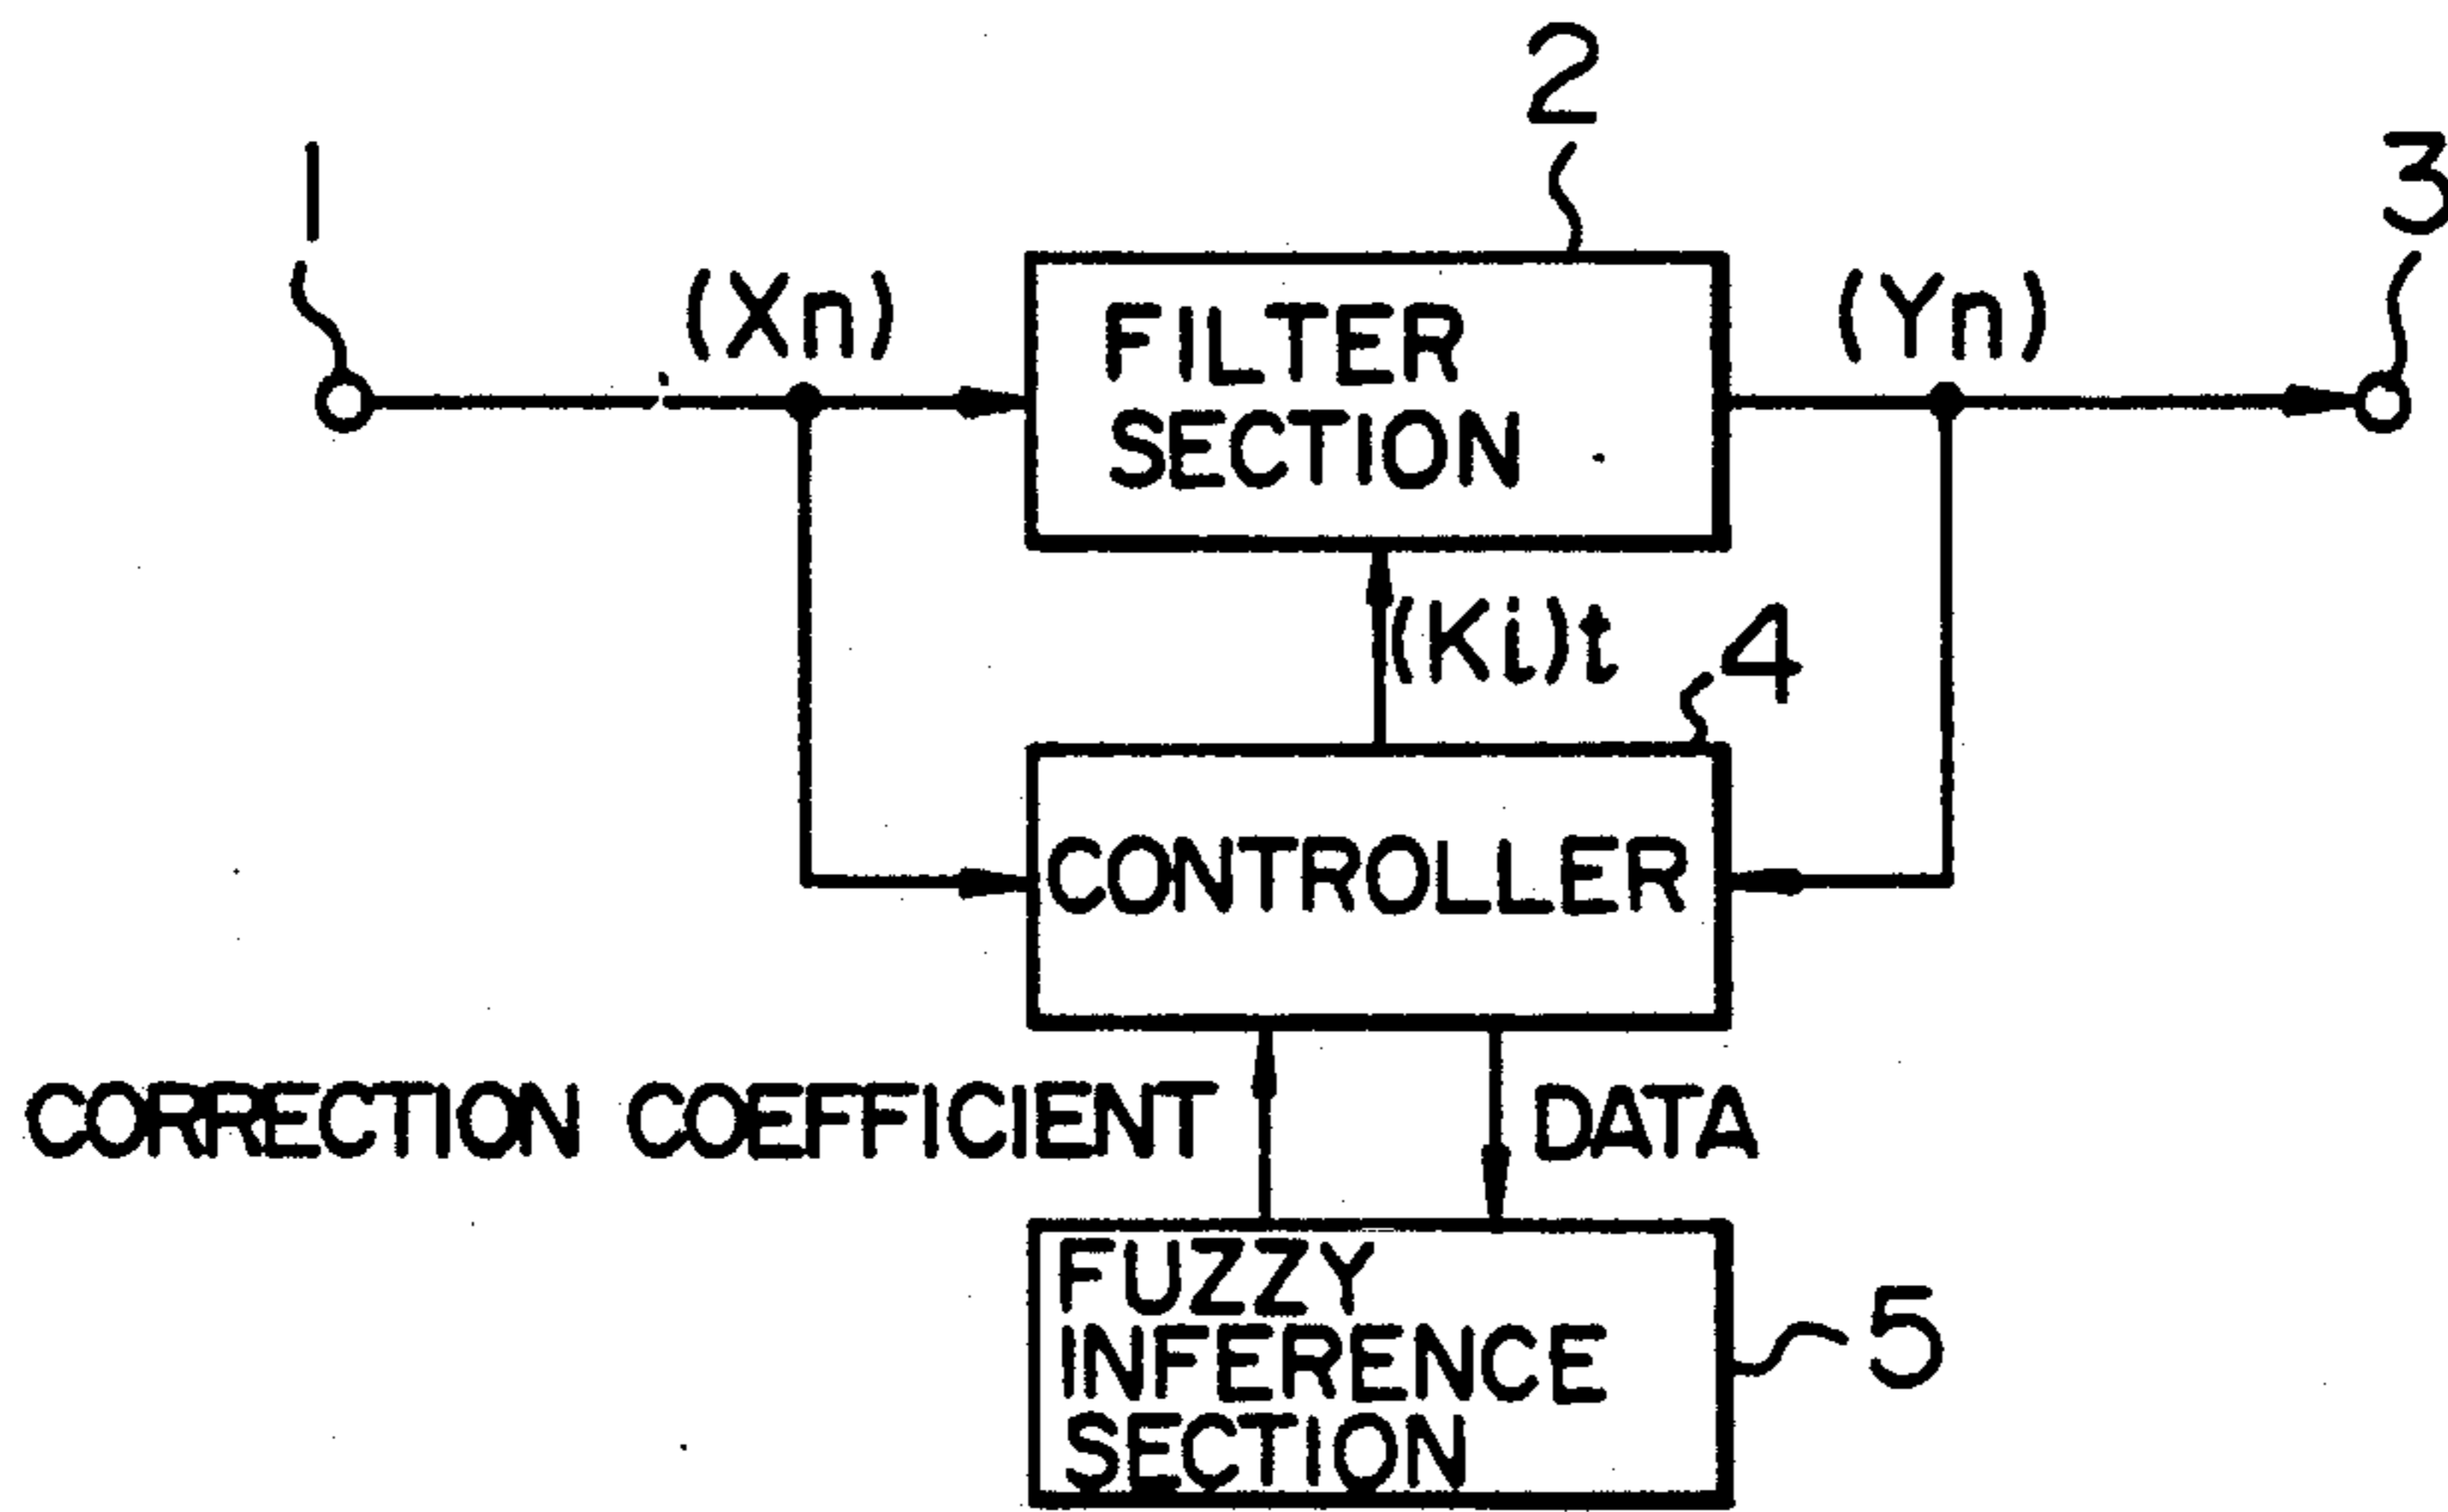 2
1
3
(Xn)
(Yn)
FILTER
SECTION
(Ki)t
4
CONTROLLER
CORRECTION COEFFICIENT
DATA
FUZZY
INFERENCE
SECTION
5